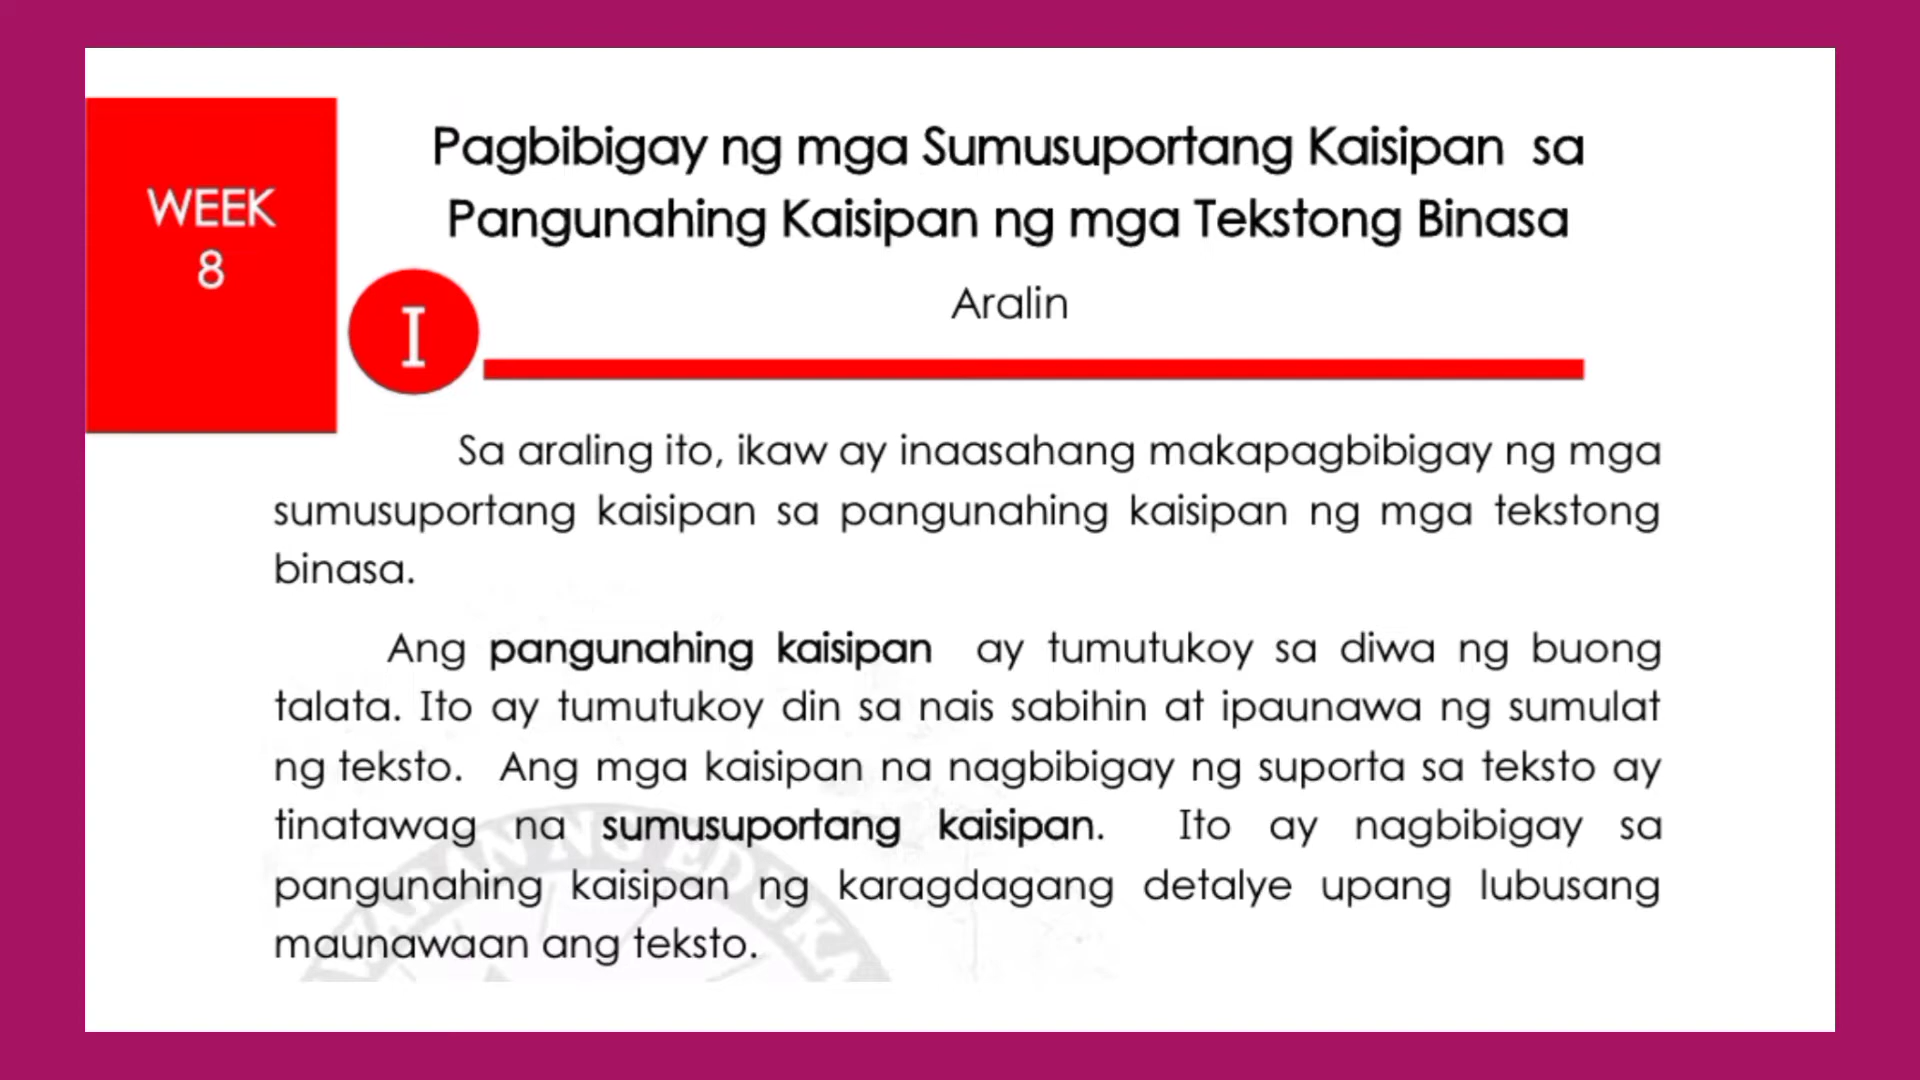 WEEK
8
Pagbibigay ng mga Sumusuportang Kaisipan sa
Pangunahing Kaisipan ng mga Tekstong Binasa
Aralin
I
Sa araling ito, ikaw ay inaasahang makapagbibigay ng mga
sumusuportang kaisipan sa pangunahing kaisipan ng mga tekstong
binasa.
Ang pangunahing kaisipan ay tumutukoy sa diwa ng buong
talata. Ito ay tumutukoy din sa nais sabihin at ipaunawa ng sumulat
ng teksto. Ang mga kaisipan na nagbibigay ng suporta sa teksto ay
tinatawag na sumusuportang kaisipan. Ito ay nagbibigay sa
pangunahing kaisipan ng karagdagang detalye upang lubusang
maunawaan ang teksto.